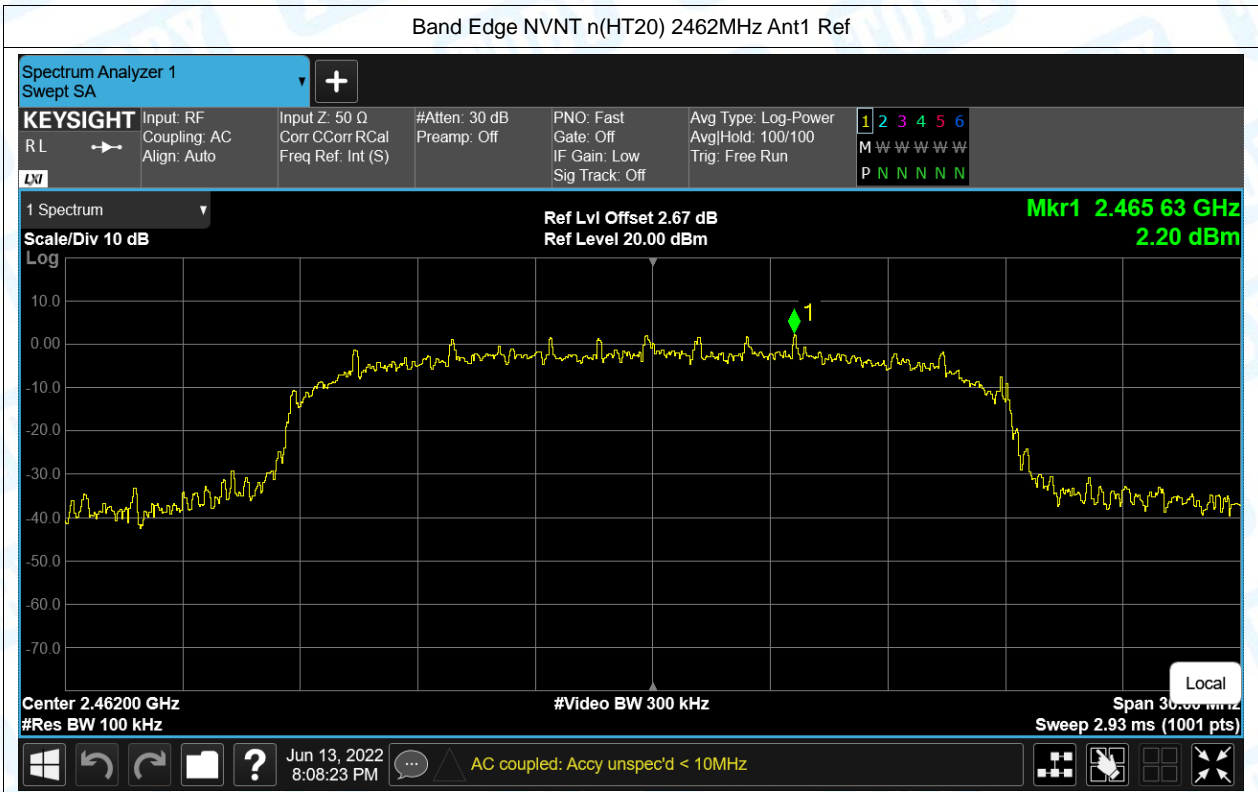 Band Edge NVNT n(HT20) 2462MHz Ant1 Ref
Spectrum Analyzer 1
Swept SA
KEYSIGHT
RL
LXI
Input: RF
Coupling: AC
Align: Auto
Input Z: 50 Ω
Corr CCorr RCal
Freq Ref: Int (S)
#Atten: 30 dB
Preamp: Off
PNO: Fast
Gate: Off
IF Gain: Low
Sig Track: Off
Avg Type: Log-Power
Avg|Hold: 100/100
Trig: Free Run
1 2 3 4 5 6
M W W W W W
P N N N N N
1 Spectrum
Scale/Div 10 dB
Log
Ref Lvl Offset 2.67 dB
Ref Level 20.00 dBm
Mkr1 2.465 63 GHz
2.20 dBm
1
10.0
0.00
-10.0
-20.0
-30.0
-40.0
-50.0
-60.0
-70.0
Local
Center 2.46200 GHz
#Res BW 100 kHz
#Video BW 300 kHz
Span 30.00 MHz
Sweep 2.93 ms (1001 pts)
?
Jun 13, 2022
8:08:23 PM
AC coupled: Accy unspec'd < 10MHz